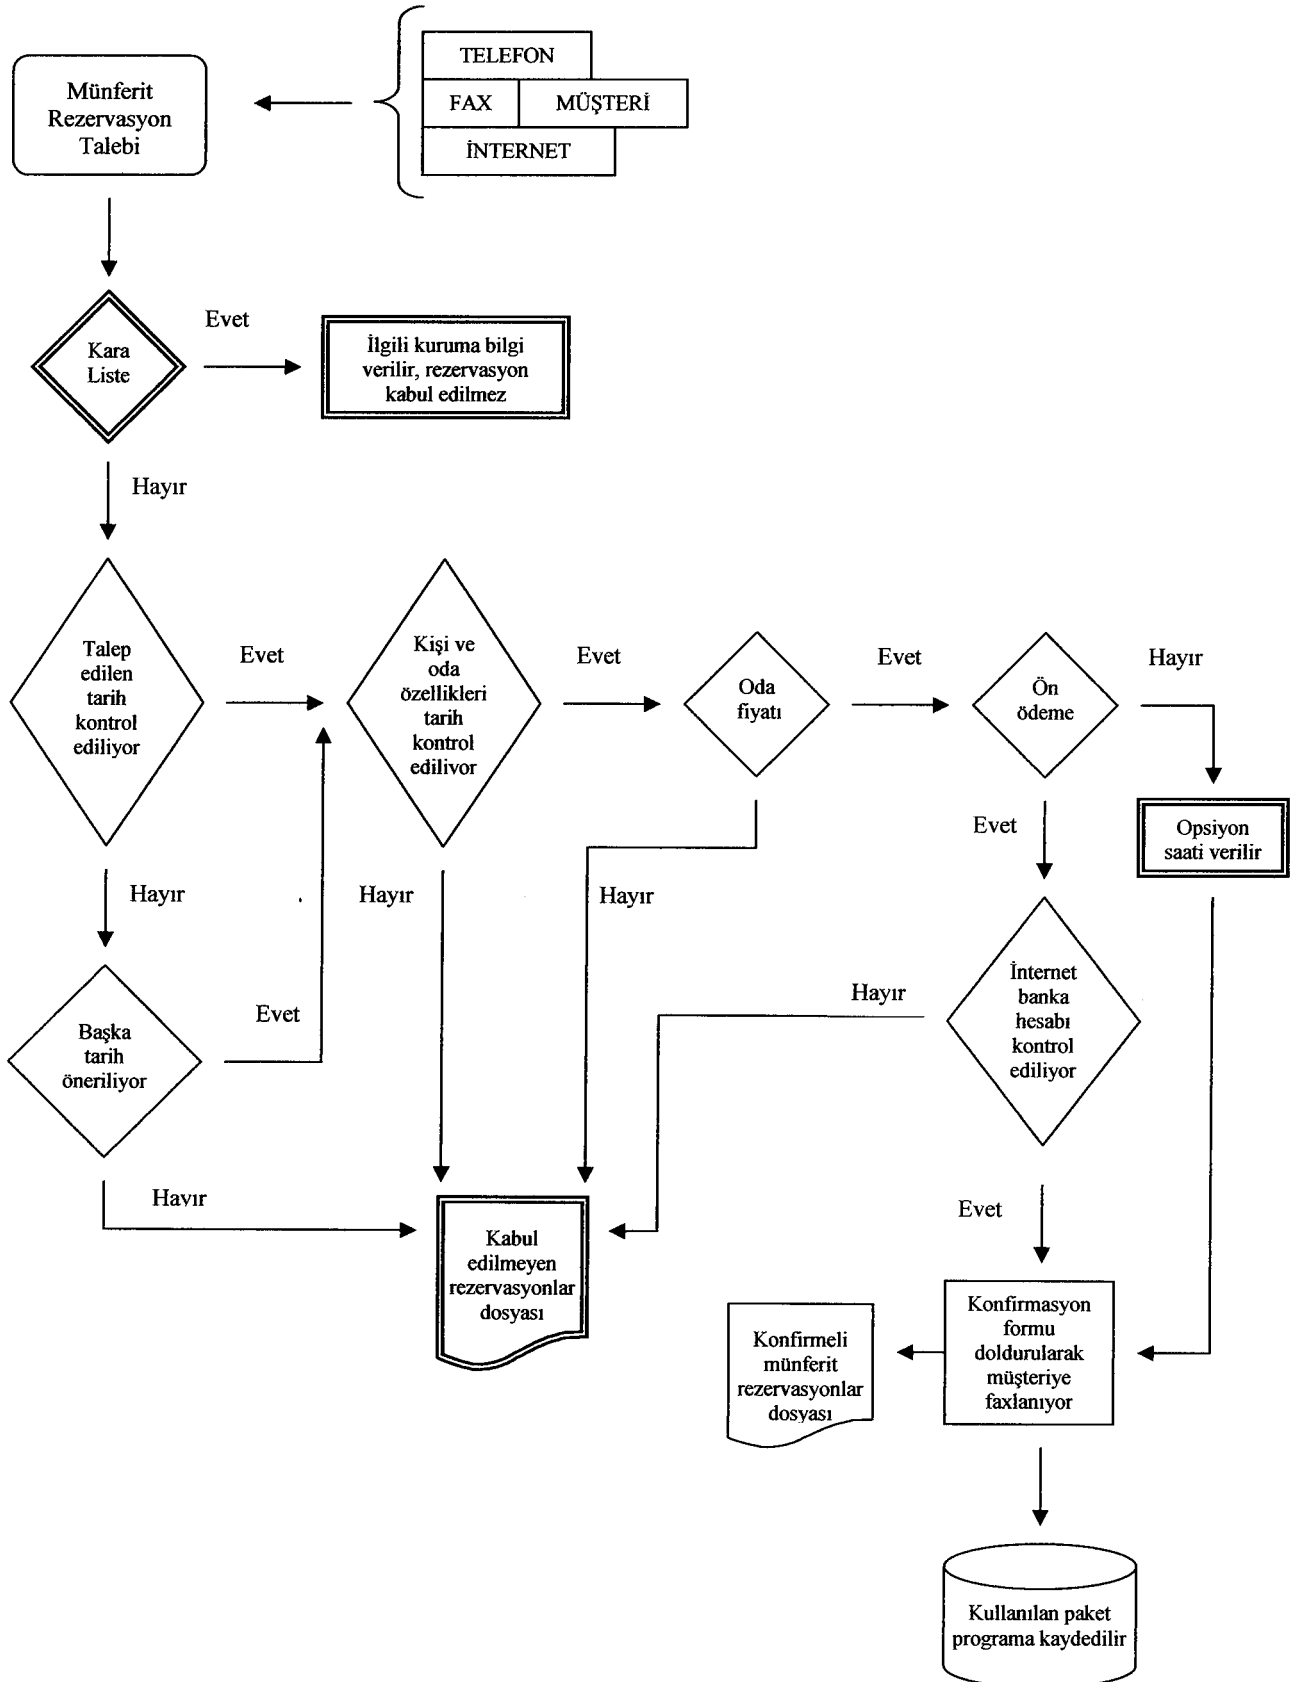 TELEFON
FAX
MÜŞTERİ
İNTERNET
Münferit
Rezervasyon
Talebi
Kara
Liste
Evet
İlgili kuruma bilgi
verilir, rezervasyon
kabul edilmez
Hayır
Talep
edilen
tarih
kontrol
ediliyor
Evet
Kişi ve
oda
özellikleri
tarih
kontrol
edilivor
Evet
Oda
fiyatı
Evet
Ön
ödeme
Hayır
Evet
Opsiyon
saati verilir
Hayır
Hayır
Hayır
Başka
tarih
öneriliyor
Evet
Hayır
İnternet
banka
hesabı
kontrol
ediliyor
Havır
Kabul
edilmeyen
rezervasyonlar
dosyası
Evet
Konfirmeli
münferit
rezervasyonlar
dosyası
Konfirmasyon
formu
doldurularak
müşteriye
faxlanıyor
Kullanılan paket
programa kaydedilir